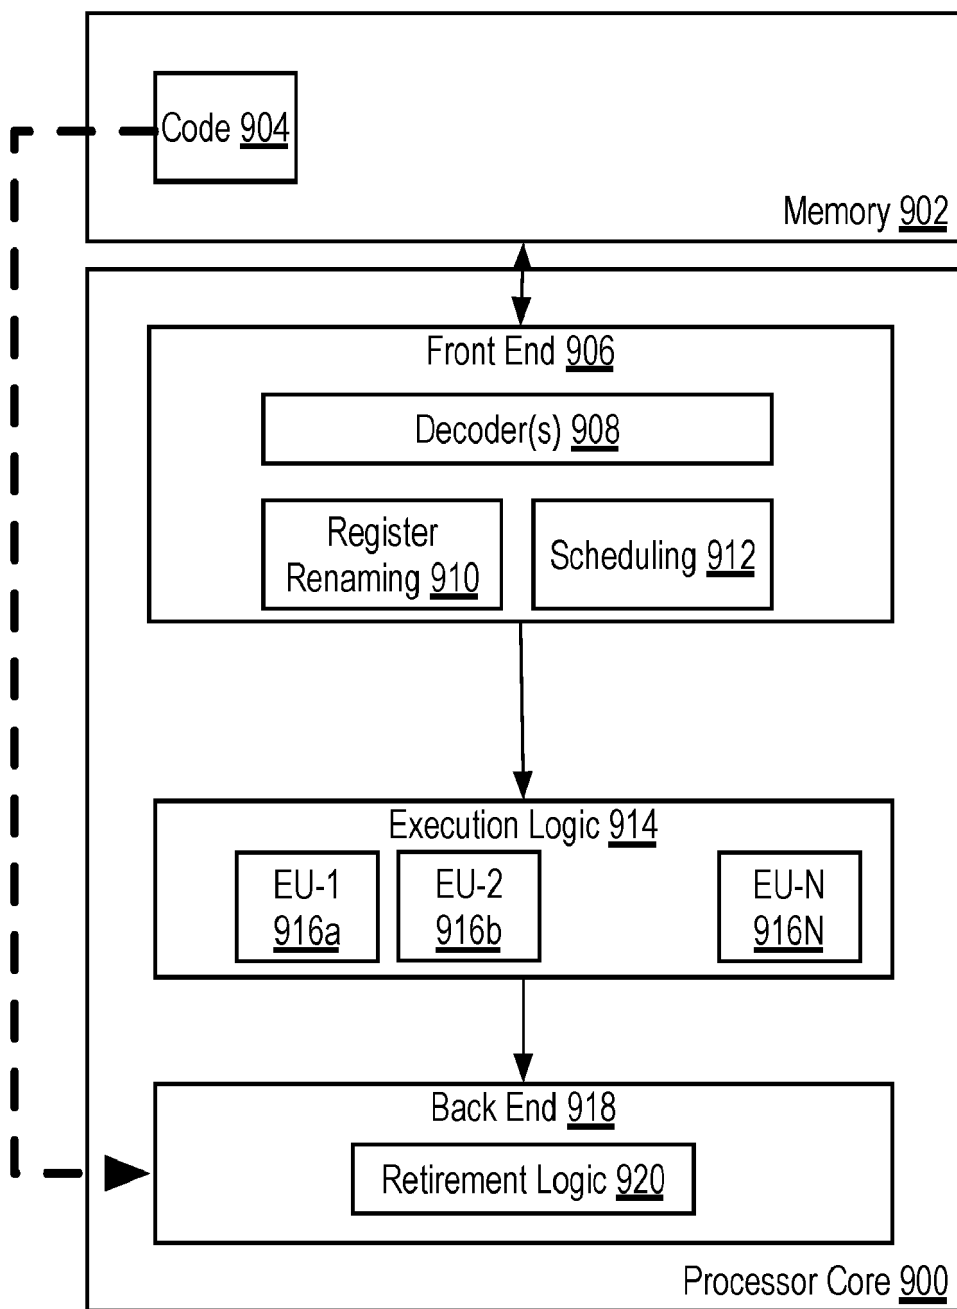 Code 904
Memory 902
Front End 906
Decoder(s) 908
Register
Renaming 910
Scheduling 912
Execution Logic 914
EU-1
916a
EU-2
916b
EU-N
916N
Back End 918
Retirement Logic 920
Processor Core 900